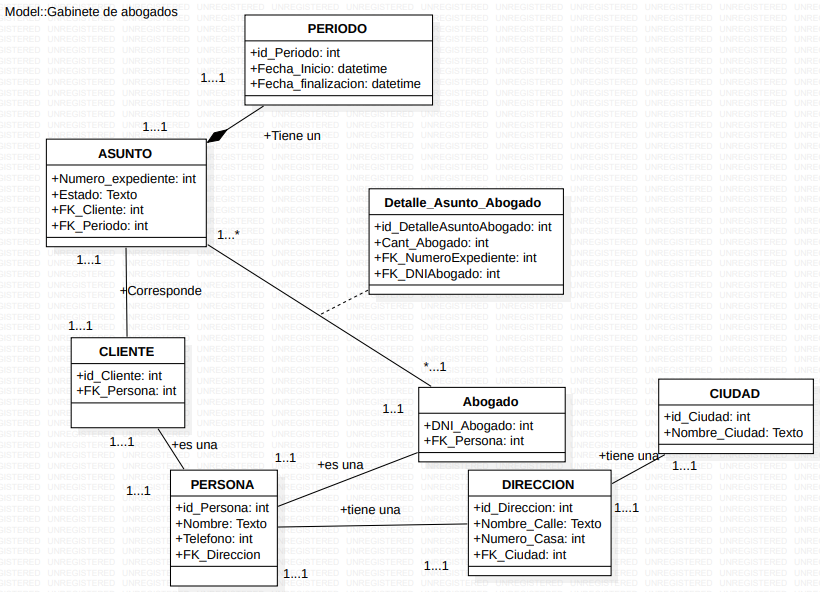 Model::Gabinete de abogados
PERIODO
+id_Periodo: int
+Fecha_Inicio: datetime
+Fecha_finalizacion: datetime
1...1
1...1
+Tiene un
ASUNTO
+Numero_expediente: int
+Estado: Texto
+FK_Cliente: int
+FK_Periodo: int
Detalle_Asunto_Abogado
+id_DetalleAsuntoAbogado: int
+Cant_Abogado: int
+FK_NumeroExpediente: int
+FK_DNIAbogado: int
1...*
1...1
+Corresponde
1...1
CLIENTE
+id_Cliente: int
+FK_Persona: int
*...1
1..1
Abogado
+DNI_Abogado: int
+FK_Persona: int
CIUDAD
+id_Ciudad: int
+Nombre_Ciudad: Texto
1...1
+es una
1..1
+es una
+tiene una
1...1
1...1
PERSONA
+id_Persona: int
+Nombre: Texto
+Telefono: int
+FK_Direccion
1...1
+tiene una
DIRECCION
+id_Direccion: int
+Nombre_Calle: Texto
+Numero_Casa: int
+FK_Ciudad: int
1...1
1...1
UNREGISTERED